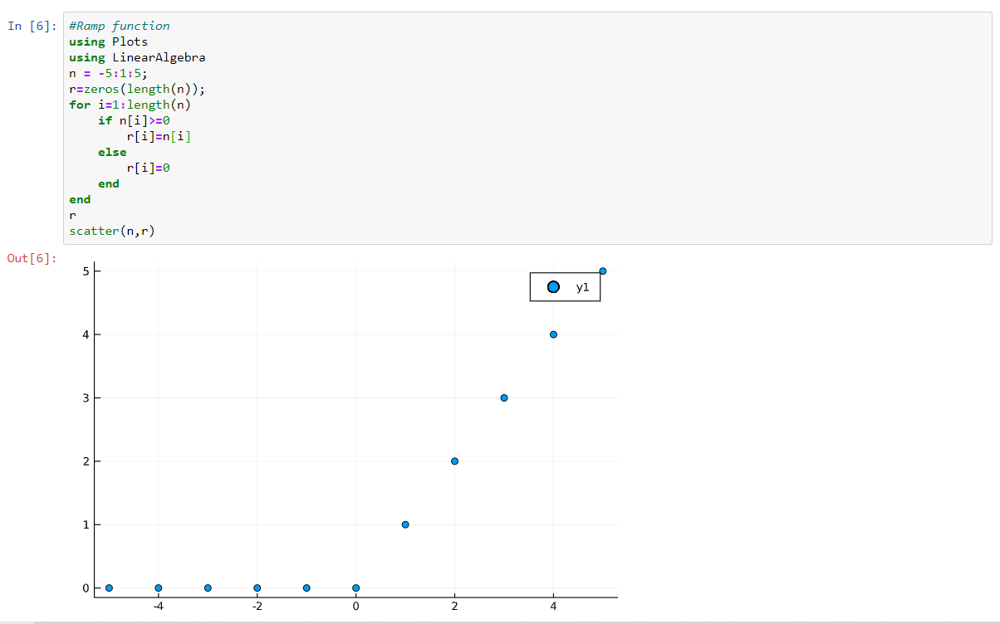 In [6]:
#Ramp function
using Plots
using LinearAlgebra
n = -5:1:5;
r=zeros(length(n));
for i=1:length(n)
    if n[i]>=0
        r[i]=n[i]
    else
        r[i]=0
    end
end
r
scatter(n,r)
Out[6]:
5
y1
4
3
2
1
0
-4 -2 0 2 4